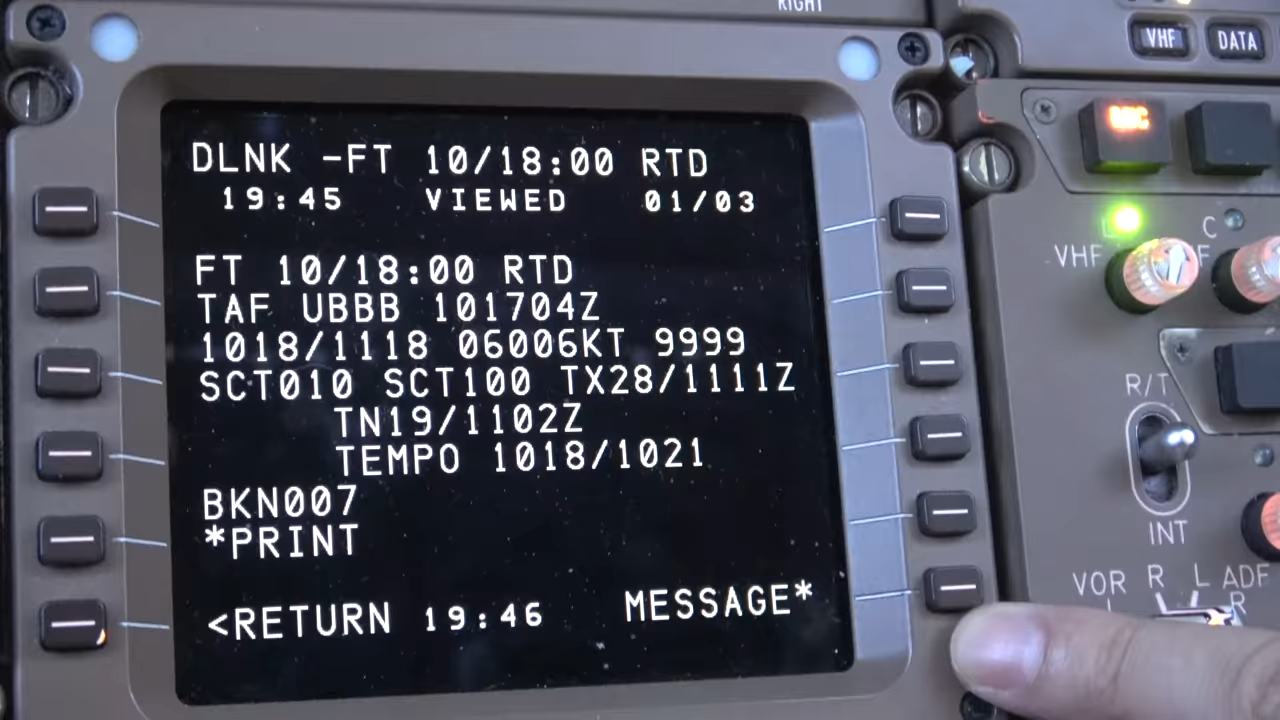 RIGHT
VHF
DATA
DLNK -FT 10/18:00 RTD
19:45 VIEWED 01/03
FT 10/18:00 RTD
TAF UBBB 101704Z
1018/1118 06006KT 9999
SCT010 SCT100 TX28/1111Z
TN19/1102Z
TEMPO 1018/1021
BKN007
*PRINT
<RETURN 19:46 MESSAGE*
L
C
VHF
R/T
INT
VOR R L ADF
L R